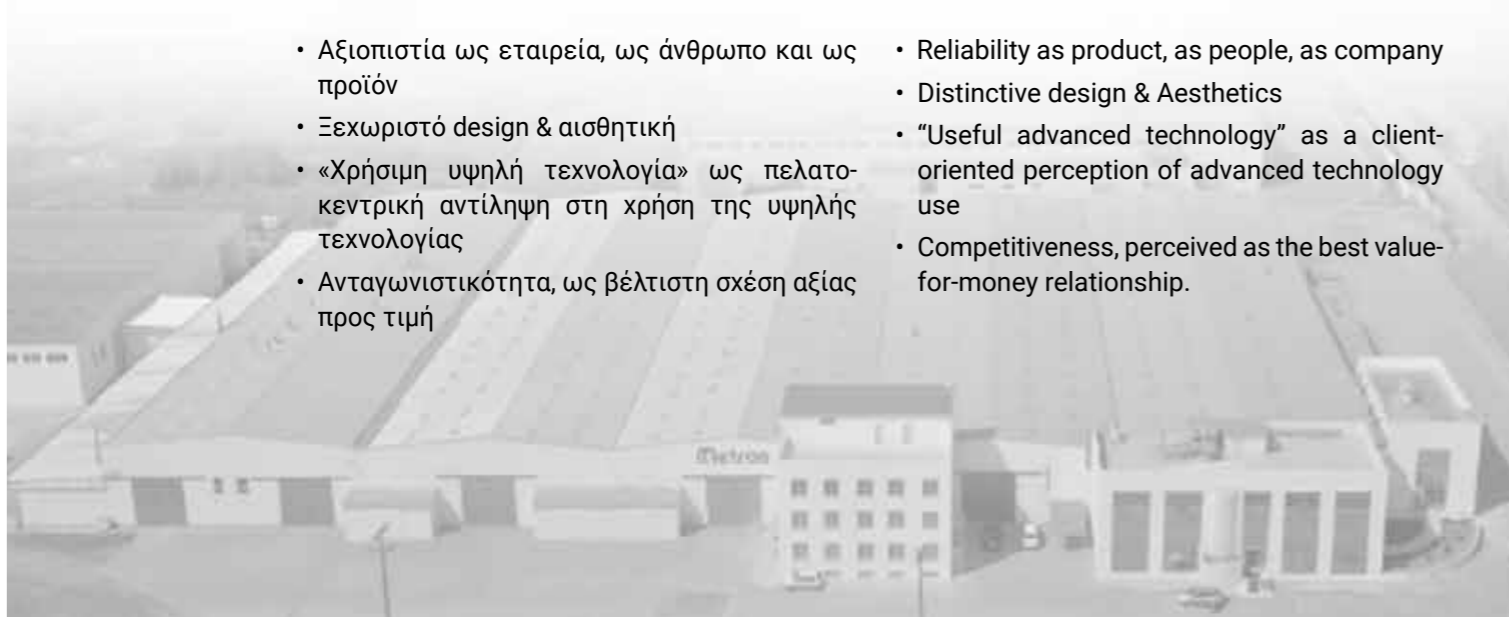 • Αξιοπιστία ως εταιρεία, ως άνθρωπο και ως
προϊόν
• Ξεχωριστό design & αισθητική
• «Χρήσιμη υψηλή τεχνολογία» ως πελατο-
κεντρική αντίληψη στη χρήση της υψηλής
τεχνολογίας
• Ανταγωνιστικότητα, ως βέλτιστη σχέση αξίας
προς τιμή
• Reliability as product, as people, as company
• Distinctive design & Aesthetics
• “Useful advanced technology” as a client-
oriented perception of advanced technology
use
• Competitiveness, perceived as the best value-
for-money relationship.
Metron